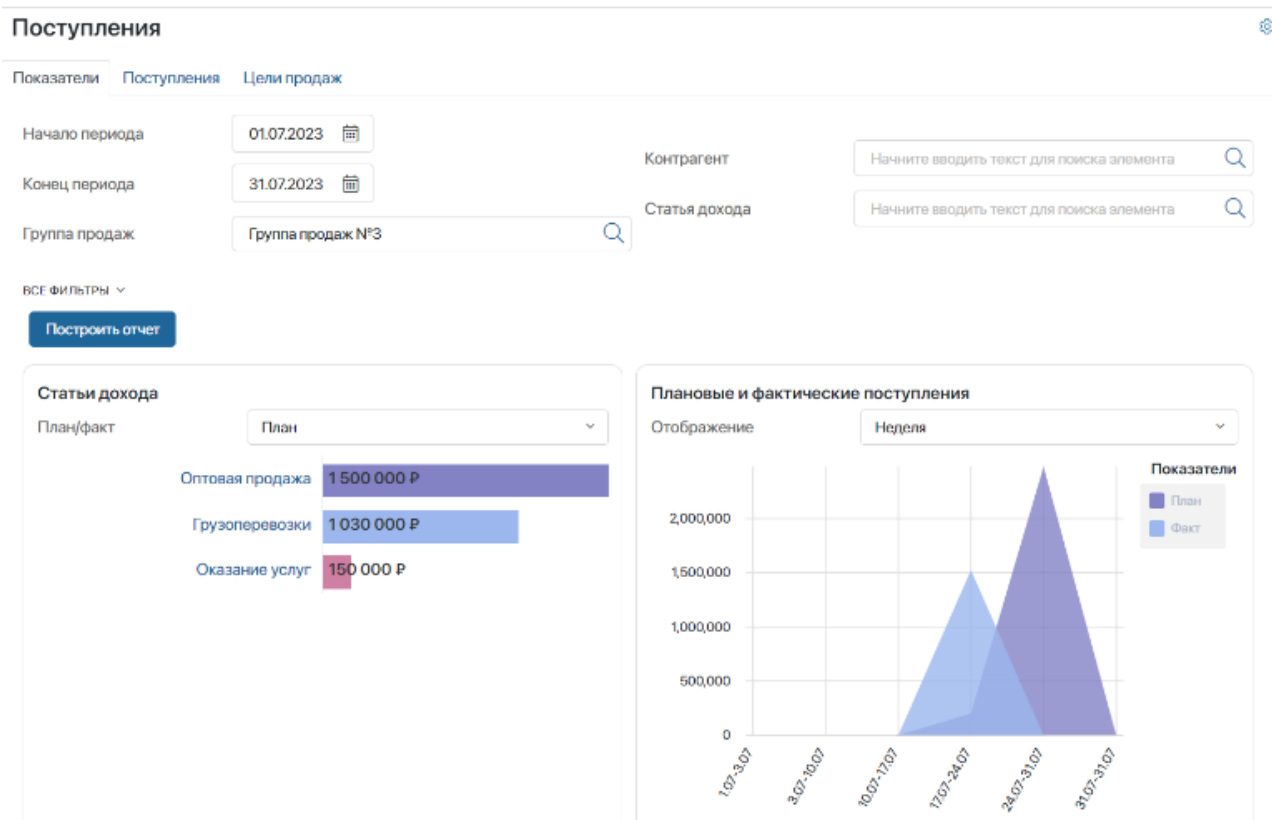 Поступления
Показатели Поступления Цели продаж
Начало периода 01.07.2023
Конец периода 31.07.2023
Группа продаж Группа продаж №3
Контрагент Начните вводить текст для поиска элемента
Статья дохода Начните вводить текст для поиска элемента
ВСЕ ФИЛЬТРЫ
Построить отчет
Статьи дохода
План/факт План
Оптовая продажа 1 500 000 ₽
Грузоперевозки 1 030 000 ₽
Оказание услуг 150 000 ₽
Плановые и фактические поступления
Отображение Неделя
Показатели
План
Факт
2,000,000
1,500,000
1,000,000
500,000
0
1.07-3.07
3.07-10.07
10.07-17.07
17.07-24.07
24.07-31.07
31.07-31.07